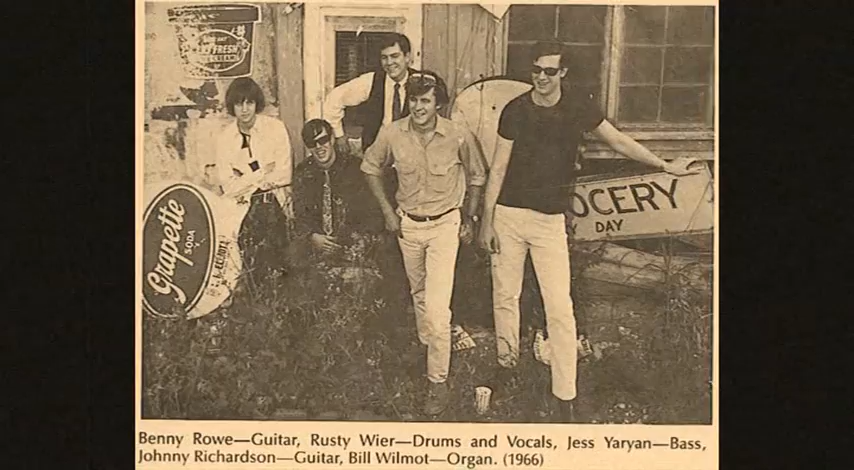 FRESH
Grapette
SODA
OCERY
DAY
Benny Rowe—Guitar, Rusty Wier—Drums and Vocals, Jess Yaryan—Bass,
Johnny Richardson—Guitar, Bill Wilmot—Organ. (1966)